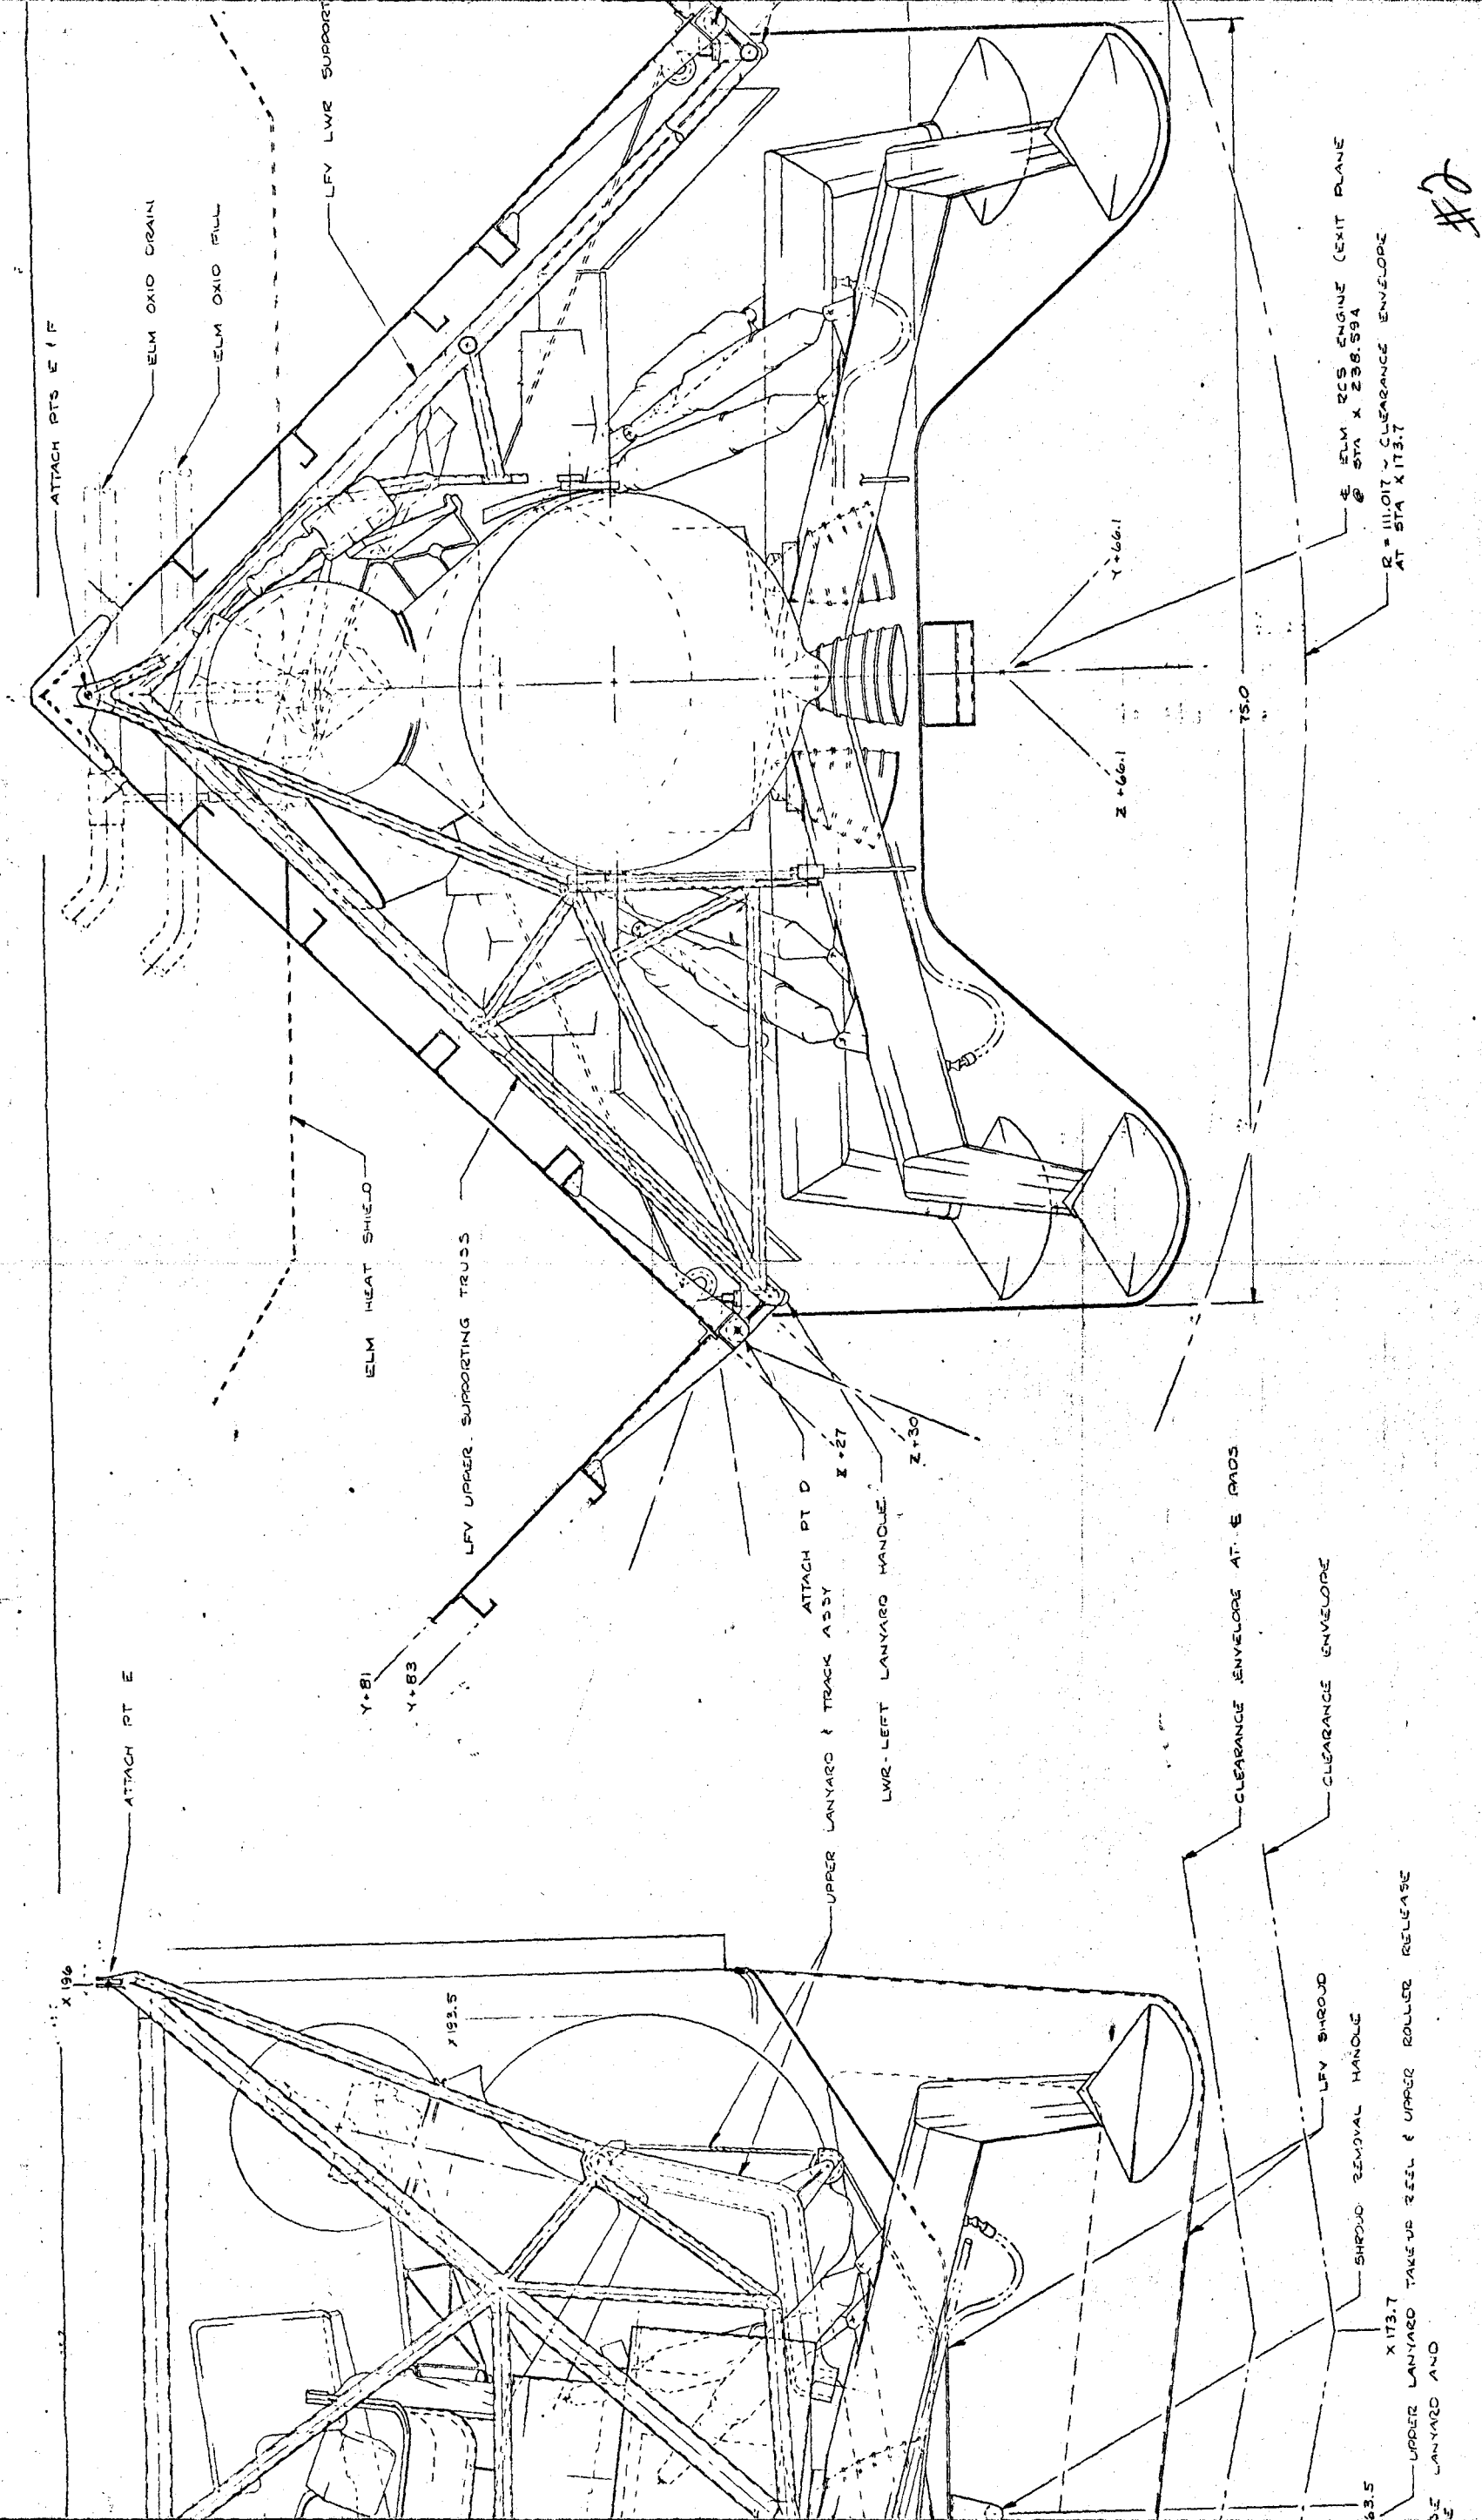 ATTACH PTS E & F
ELM OXID DRAIN
ELM OXID FILL
LFV LWR SUPPORT
℄ ELM RCS ENGINE (EXIT PLANE
@ STA X 238.594
R = 111.017 ~ CLEARANCE ENVELOPE
AT STA X 173.7
#2
Y +66.1
Z +66.1
75.0
ELM HEAT SHIELD
LFV UPPER SUPPORTING TRUSS
Z +27
Z +30
ATTACH PT D
UPPER LANYARD & TRACK ASSY
LWR-LEFT LANYARD HANDLE
Y+81
Y+83
ATTACH PT E
CLEARANCE ENVELOPE AT ℄ PADS
CLEARANCE ENVELOPE
X 196
X 193.5
LFV SHROUD
SHROUD REMOVAL HANDLE
X 173.7
UPPER LANYARD TAKE-UP REEL & UPPER ROLLER RELEASE
LANYARD AND
63.5